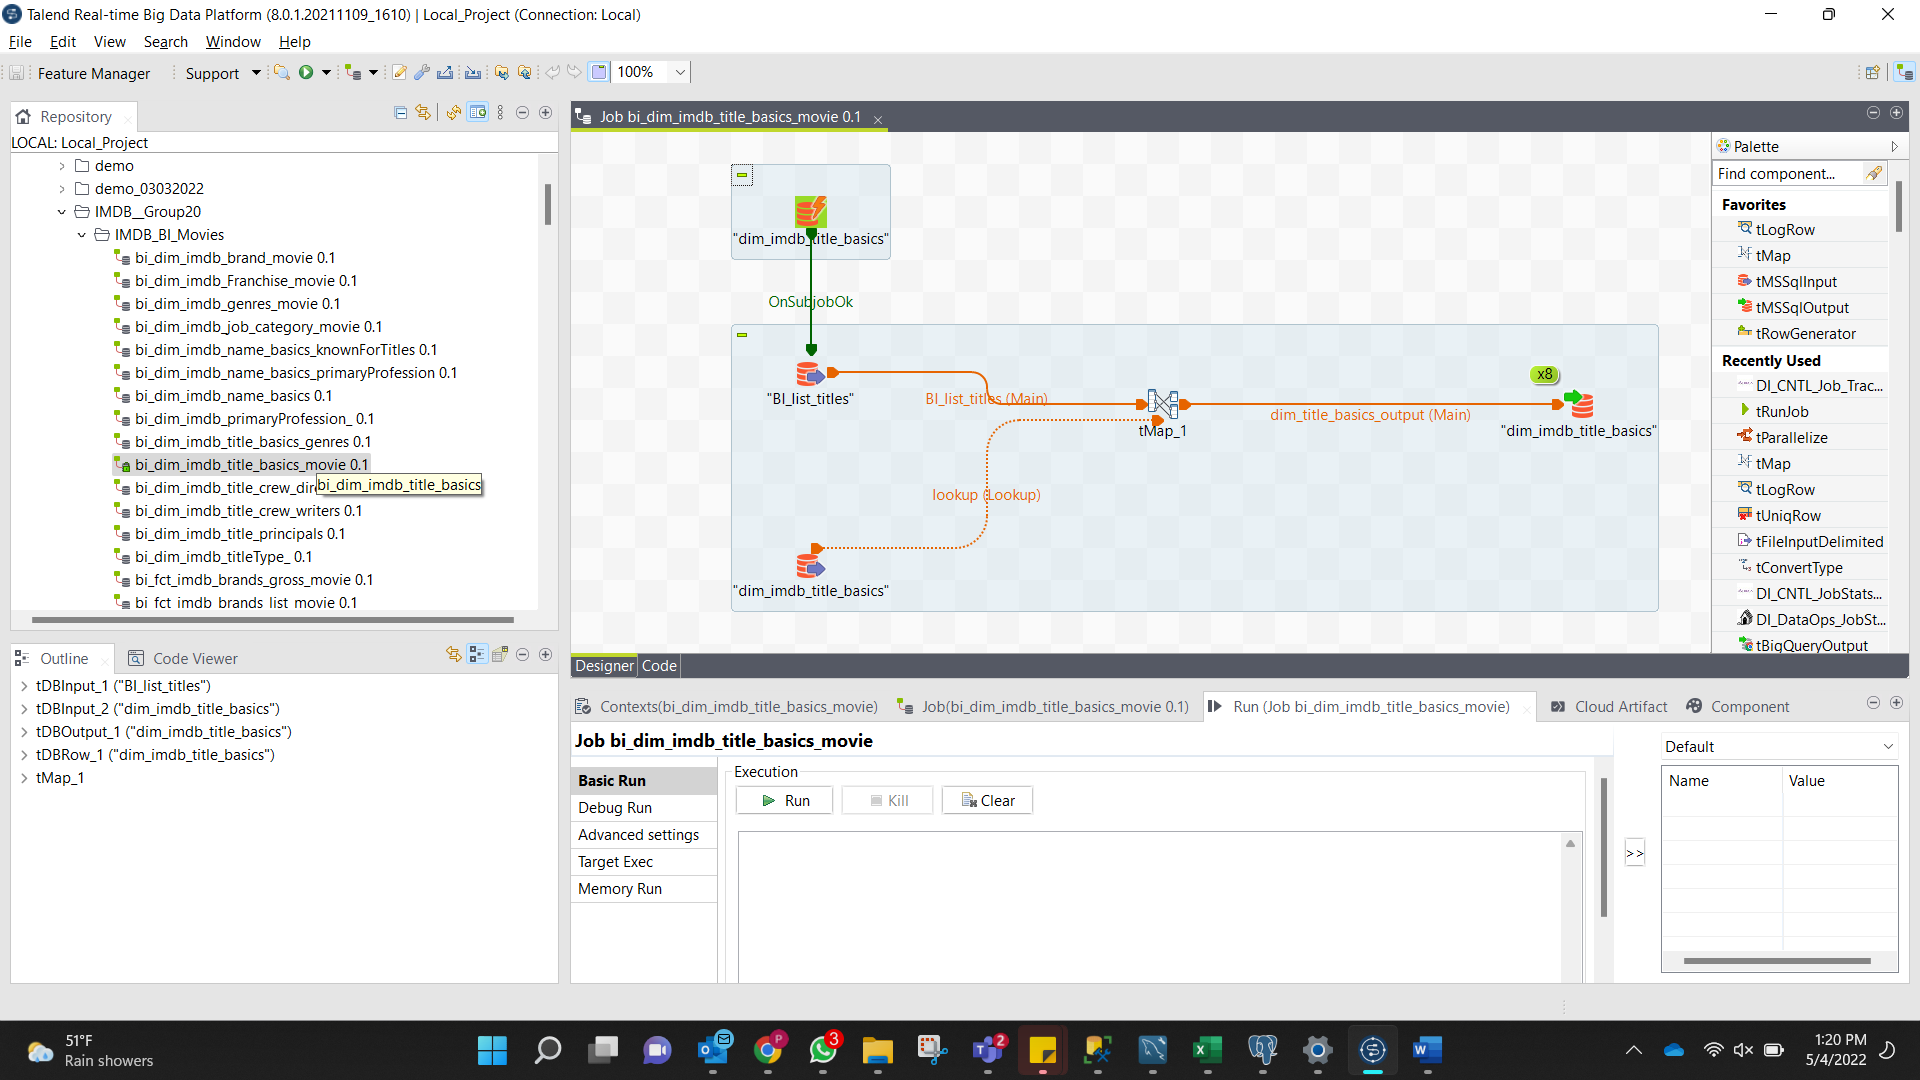 Talend Real-time Big Data Platform (8.0.1.20211109_1610) | Local_Project (Connection: Local)
File Edit View Search Window Help
Feature Manager Support 100%
Repository
LOCAL: Local_Project
demo
demo_03032022
IMDB__Group20
IMDB_BI_Movies
bi_dim_imdb_brand_movie 0.1
bi_dim_imdb_Franchise_movie 0.1
bi_dim_imdb_genres_movie 0.1
bi_dim_imdb_job_category_movie 0.1
bi_dim_imdb_name_basics_knownForTitles 0.1
bi_dim_imdb_name_basics_primaryProfession 0.1
bi_dim_imdb_name_basics 0.1
bi_dim_imdb_primaryProfession_ 0.1
bi_dim_imdb_title_basics_genres 0.1
bi_dim_imdb_title_basics_movie 0.1
bi_dim_imdb_title_crew_dir
bi_dim_imdb_title_basics
bi_dim_imdb_title_crew_writers 0.1
bi_dim_imdb_title_principals 0.1
bi_dim_imdb_titleType_ 0.1
bi_fct_imdb_brands_gross_movie 0.1
bi_fct_imdb_brands_list_movie 0.1
Outline Code Viewer
tDBInput_1 ("BI_list_titles")
tDBInput_2 ("dim_imdb_title_basics")
tDBOutput_1 ("dim_imdb_title_basics")
tDBRow_1 ("dim_imdb_title_basics")
tMap_1
Job bi_dim_imdb_title_basics_movie 0.1
"dim_imdb_title_basics"
OnSubjobOk
"BI_list_titles"
BI_list_titles (Main)
tMap_1
dim_title_basics_output (Main)
x8
"dim_imdb_title_basics"
lookup (Lookup)
"dim_imdb_title_basics"
Designer Code
Palette
Find component...
Favorites
tLogRow
tMap
tMSSqlInput
tMSSqlOutput
tRowGenerator
Recently Used
DI_CNTL_Job_Trac...
tRunJob
tParallelize
tMap
tLogRow
tUniqRow
tFileInputDelimited
tConvertType
DI_CNTL_JobStats...
DI_DataOps_JobSt...
tBigQueryOutput
Contexts(bi_dim_imdb_title_basics_movie) Job(bi_dim_imdb_title_basics_movie 0.1) Run (Job bi_dim_imdb_title_basics_movie) Cloud Artifact Component
Job bi_dim_imdb_title_basics_movie
Basic Run
Debug Run
Advanced settings
Target Exec
Memory Run
Execution
Run Kill Clear
>>
Default
Name Value
51°F
Rain showers
P
3
2
1:20 PM
5/4/2022